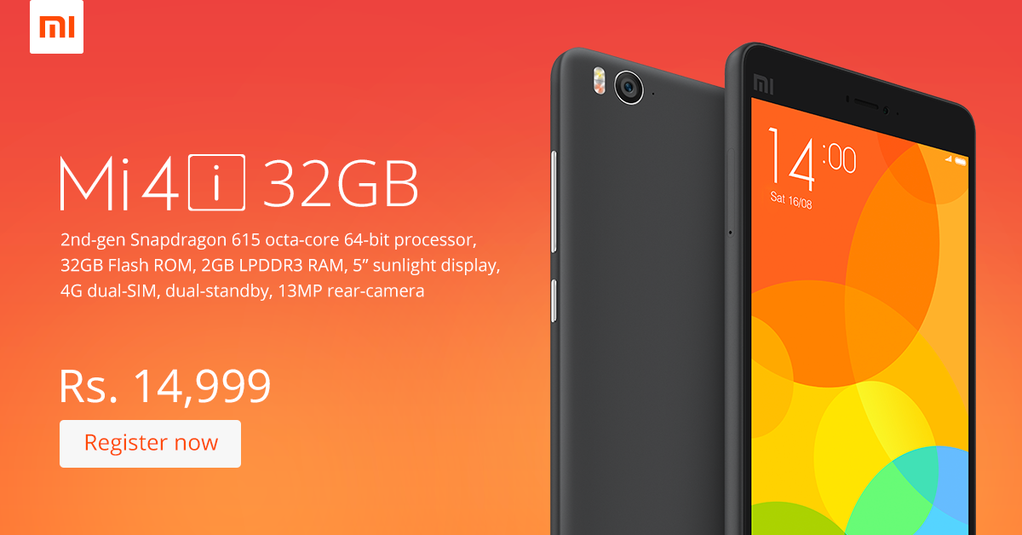 mi
Mi 4i 32GB
2nd-gen Snapdragon 615 octa-core 64-bit processor,
32GB Flash ROM, 2GB LPDDR3 RAM, 5” sunlight display,
4G dual-SIM, dual-standby, 13MP rear-camera
Rs. 14,999
Register now
mi
14:00
Sat 16/08